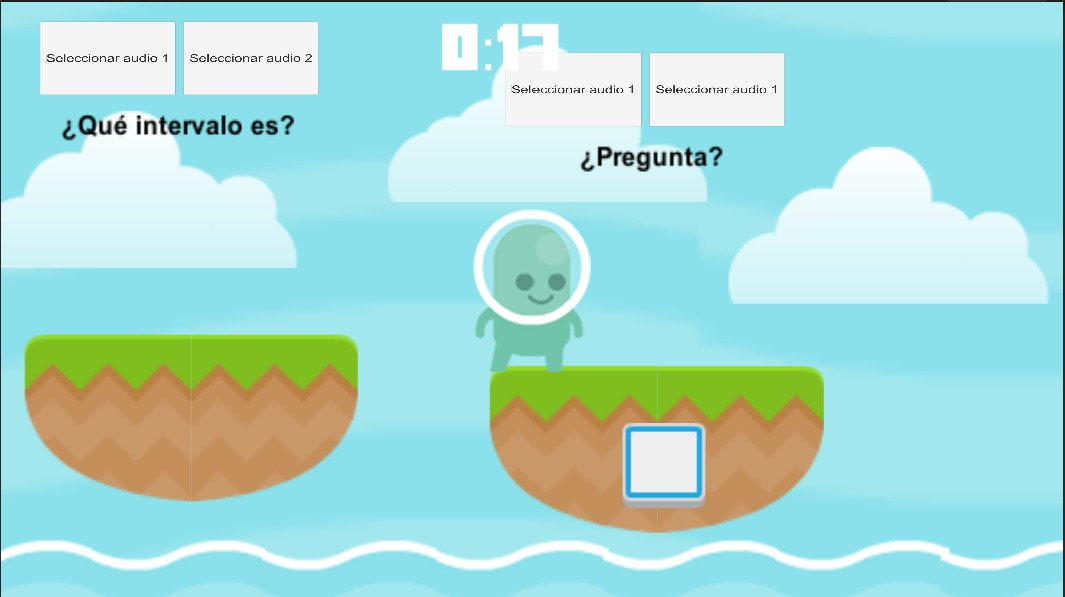 Seleccionar audio 1
Seleccionar audio 2
¿Qué intervalo es?
0:17
Seleccionar audio 1
Seleccionar audio 1
¿Pregunta?